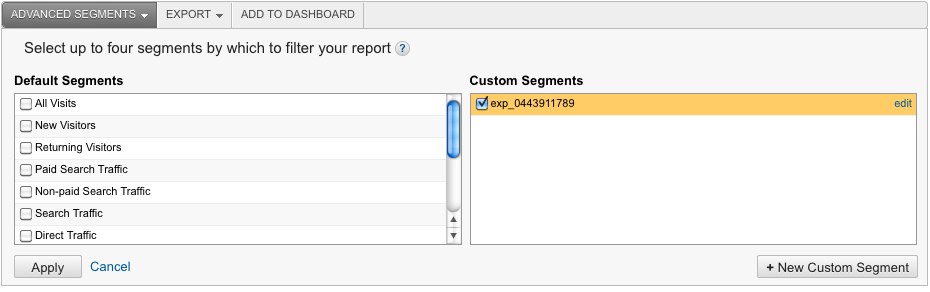 ADVANCED SEGMENTS EXPORT ADD TO DASHBOARD
Select up to four segments by which to filter your report ?
Default Segments
All Visits
New Visitors
Returning Visitors
Paid Search Traffic
Non-paid Search Traffic
Search Traffic
Direct Traffic
Custom Segments
exp_0443911789 edit
Apply Cancel
+ New Custom Segment